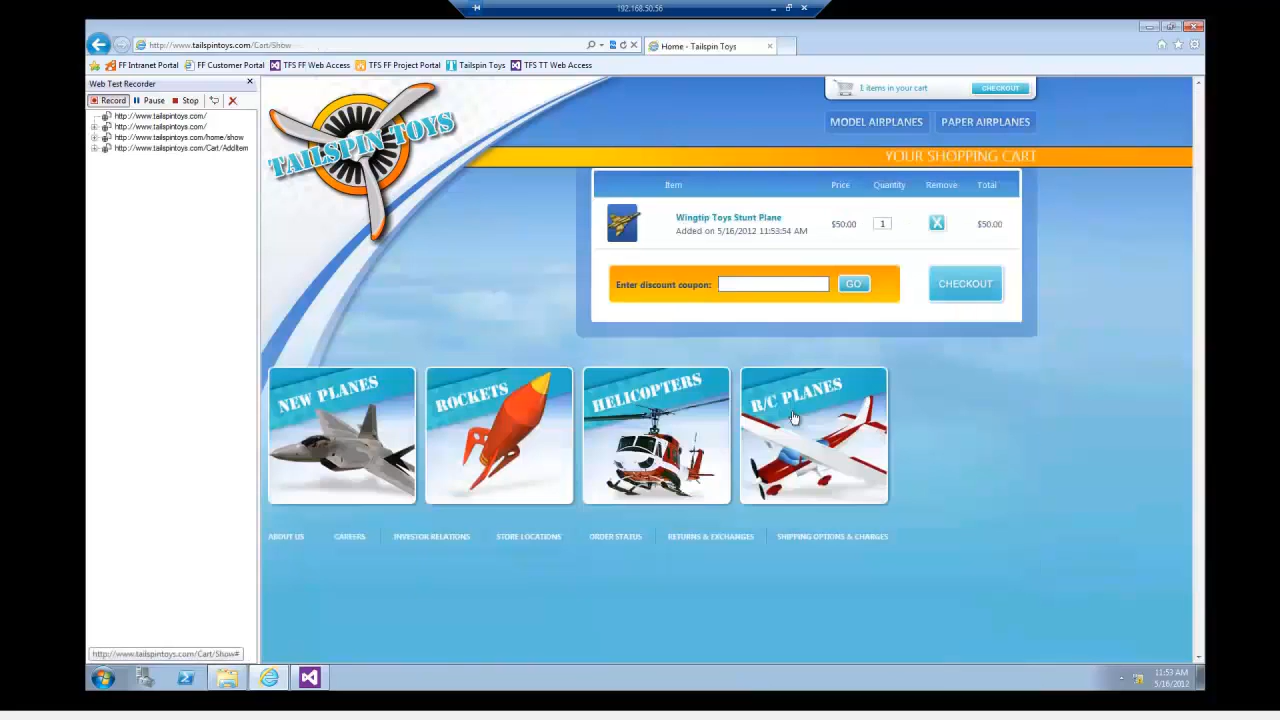 192.168.50.56
http://www.tailspintoys.com/Cart/Show
Home - Tailspin Toys
FF Intranet Portal
FF Customer Portal
TFS FF Web Access
TFS FF Project Portal
Tailspin Toys
TFS TT Web Access
Web Test Recorder
Record
Pause
Stop
http://www.tailspintoys.com/
http://www.tailspintoys.com/
http://www.tailspintoys.com/home/show
http://www.tailspintoys.com/Cart/AddItem
TAILSPIN TOYS
1 items in your cart
CHECKOUT
MODEL AIRPLANES
PAPER AIRPLANES
YOUR SHOPPING CART
Item Price Quantity Remove Total
Wingtip Toys Stunt Plane
Added on 5/16/2012 11:53:54 AM
$50.00 1 X $50.00
Enter discount coupon: GO
CHECKOUT
NEW PLANES
ROCKETS
HELICOPTERS
R/C PLANES
ABOUT US
CAREERS
INVESTOR RELATIONS
STORE LOCATIONS
ORDER STATUS
RETURNS & EXCHANGES
SHIPPING OPTIONS & CHARGES
http://www.tailspintoys.com/Cart/Show#
11:53 AM
5/16/2012